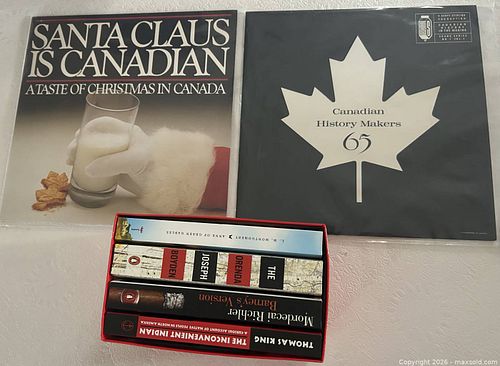 SANTA CLAUS
IS CANADIAN
A TASTE OF CHRISTMAS IN CANADA
Canadian
History Makers
65
L. M. MONTGOMERY ANNE OF GREEN GABLES
THE ORENDA JOSEPH BOYDEN
Mordecai Richler Barney's Version
THOMAS KING THE INCONVENIENT INDIAN
A CURIOUS ACCOUNT OF NATIVE PEOPLE IN NORTH AMERICA
Copyright 2026 - maxsold.com